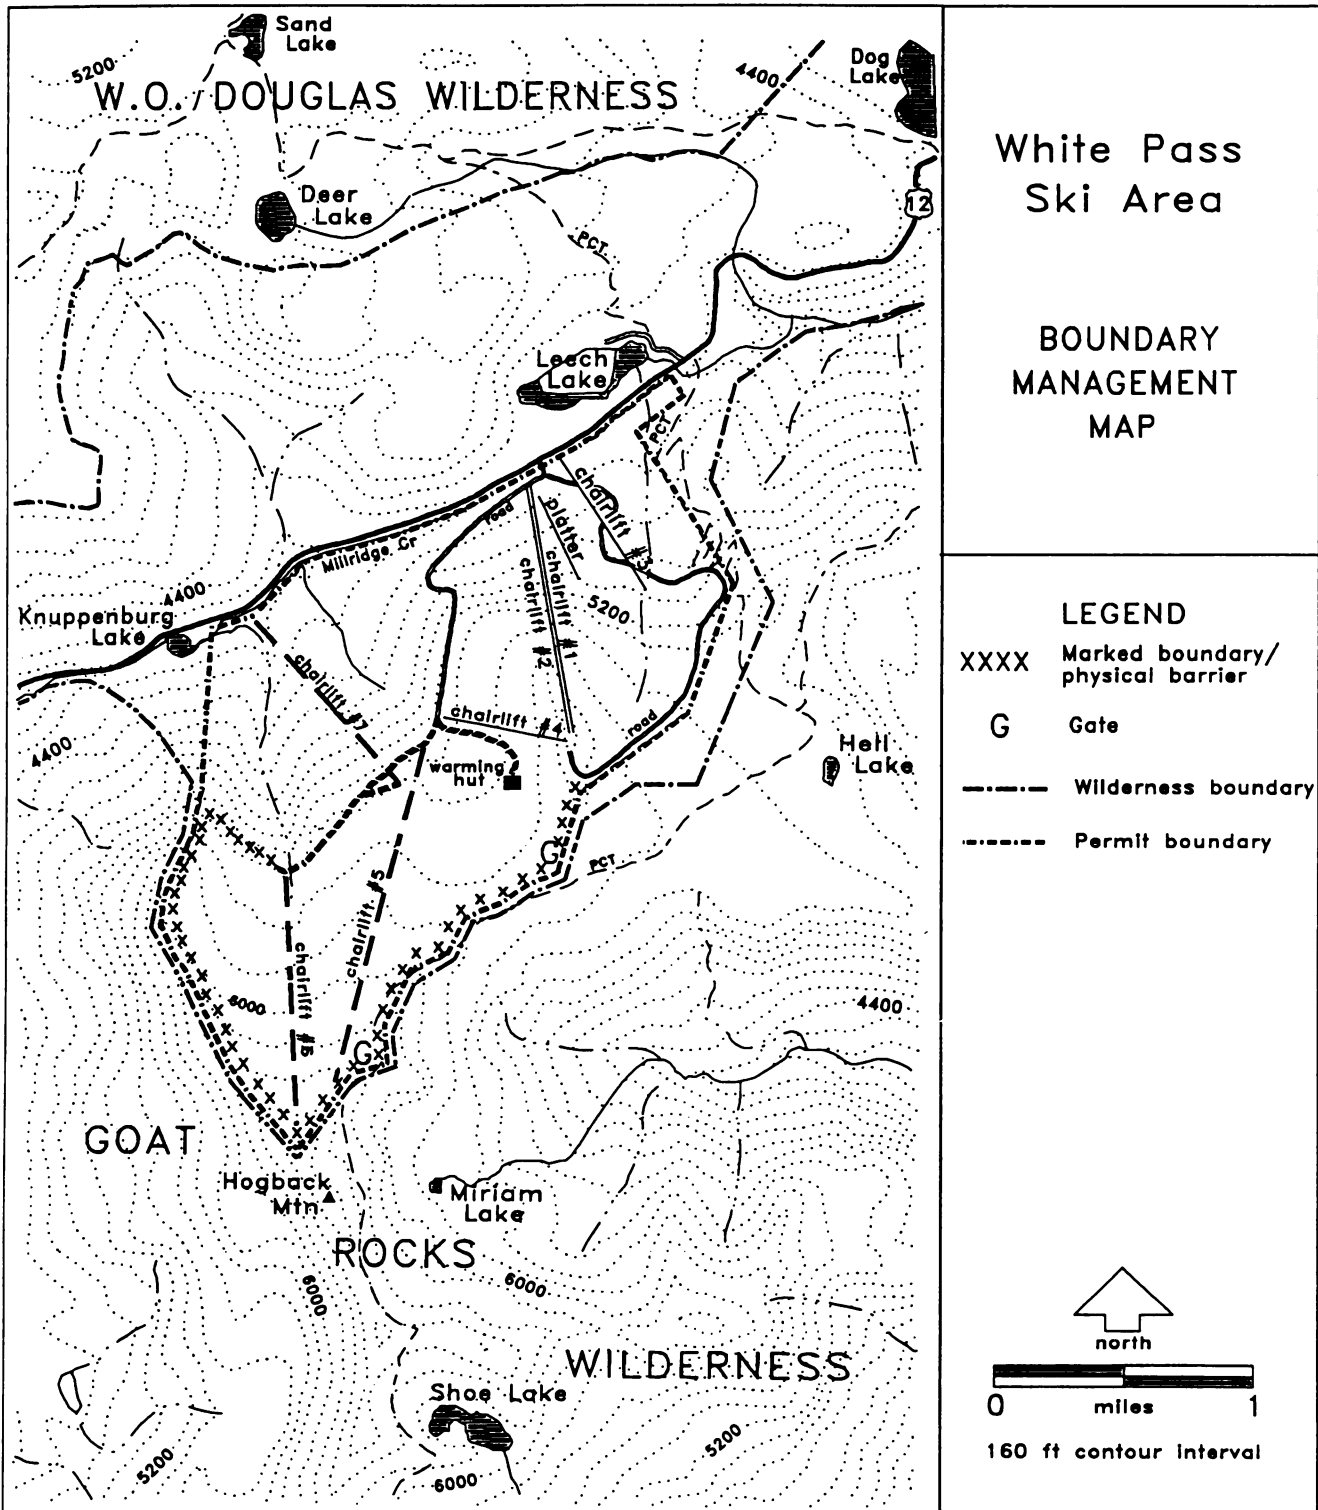 Sand
Lake
5200
W.O. DOUGLAS WILDERNESS
4400
Dog
Lake
Deer
Lake
12
PCT
Leech
Lake
PCT
road
chairlift #3
platter
chairlift #1
chairlift #2
Millridge Cr
4400
Knuppenburg
Lake
5200
chairlift #7
chairlift #4
road
4400
warming
hut
Hell
Lake
G
PCT
chairlift #5
6000
chairlift #6
4400
G
GOAT
Hogback
Mtn
Miriam
Lake
ROCKS
6000
6000
WILDERNESS
Shoe Lake
5200
5200
6000
White Pass
Ski Area
BOUNDARY
MANAGEMENT
MAP
LEGEND
XXXX Marked boundary/
physical barrier
G Gate
Wilderness boundary
Permit boundary
north
0 miles 1
160 ft contour interval